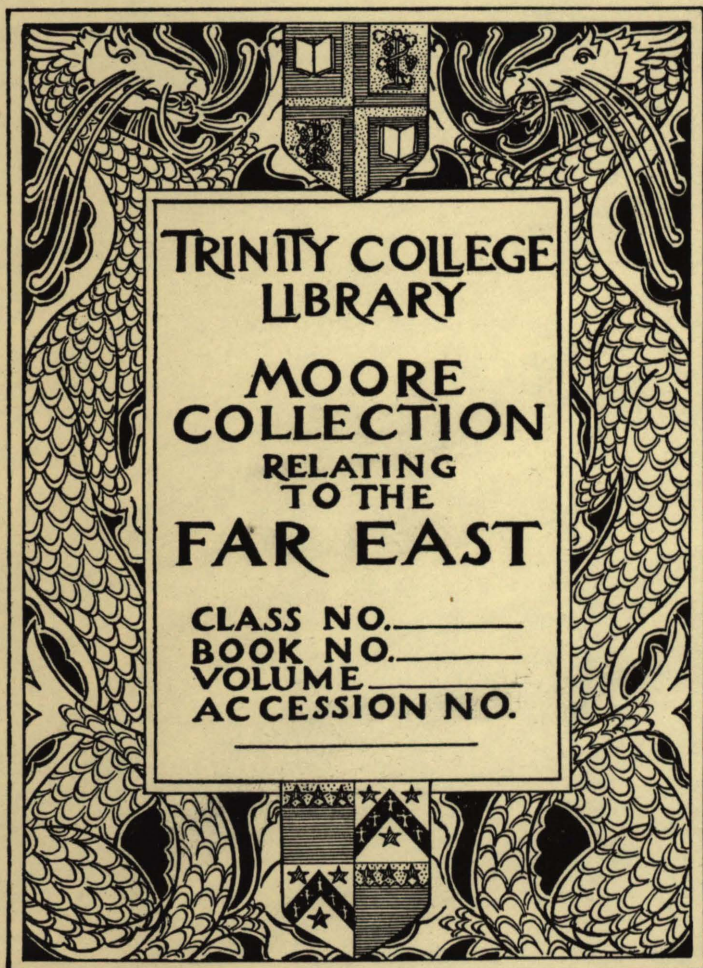 TRINITY COLLEGE
LIBRARY
MOORE
COLLECTION
RELATING
TO THE
FAR EAST
CLASS NO.
BOOK NO.
VOLUME
ACCESSION NO.